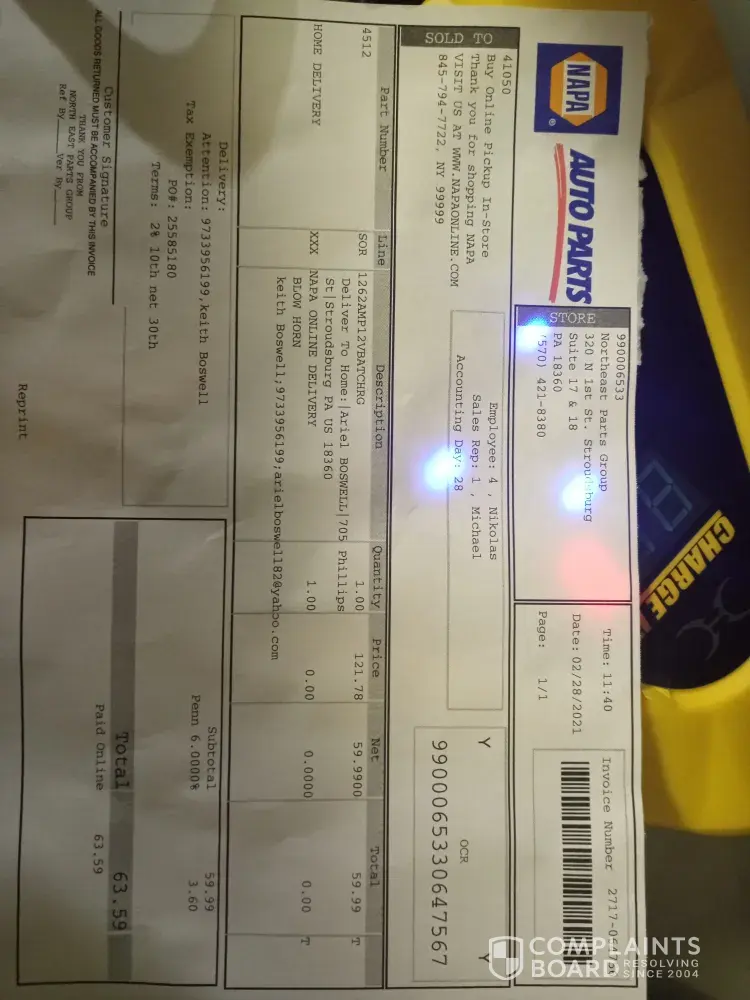 NAPA
®
AUTO PARTS
STORE
990006533
Northeast Parts Group
320 N 1st St. Stroudsburg
Suite 17 & 18
PA 18360
(570) 421-8380
Time: 11:40
Date: 02/28/2021
Page: 1/1
Invoice Number
SOLD TO
41050
Buy Online Pickup In-Store
Thank you for shopping NAPA
VISIT US AT WWW.NAPAONLINE.COM
845-794-7722, NY 99999
Employee: 4 , Nikolas
Sales Rep: 1 , Michael
Accounting Day: 28
Y OCR Y
9900065330647567
Part Number Line Description Quantity Price Net Total
4512 SOR 1262AMP12VBATCHRG 1.00 121.78 59.9900 59.99 T
Deliver To Home:|Ariel BOSWELL|705 Phillips
St|Stroudsburg PA US 18360
HOME DELIVERY XXX NAPA ONLINE DELIVERY 1.00 0.00 0.0000 0.00 T
BLOW HORN
keith Boswell;9733956199;arielboswell82@yahoo.com
Delivery:
Attention: 9733956199,keith Boswell
Tax Exemption:
PO#: 25585180
Terms: 2% 10th net 30th
Subtotal 59.99
Penn 6.0000% 3.60
Total 63.59
Paid Online 63.59
Customer Signature
ALL GOODS RETURNED MUST BE ACCOMPANIED BY THIS INVOICE
THANK YOU FROM
NORTH EAST PARTS GROUP
Ref By Ver By
Reprint
CHARGE
COMPLAINTS
BOARD
RESOLVING
SINCE 2004